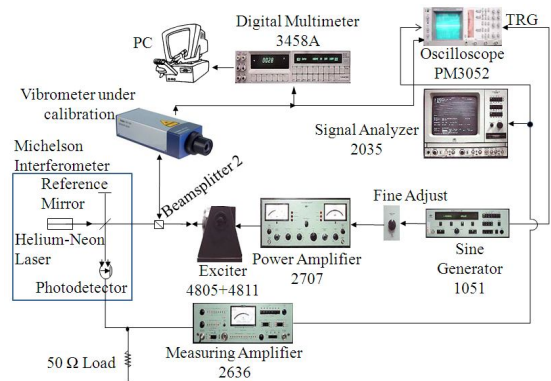 Digital Multimeter
3458A
PC
TRG
Oscilloscope
PM3052
Vibrometer under
calibration
Signal Analyzer
2035
Michelson
Interferometer
Reference
Mirror
Beamsplitter 2
Helium-Neon
Laser
Photodetector
Exciter
4805+4811
Power Amplifier
2707
Fine Adjust
Sine
Generator
1051
50 Ω Load
Measuring Amplifier
2636